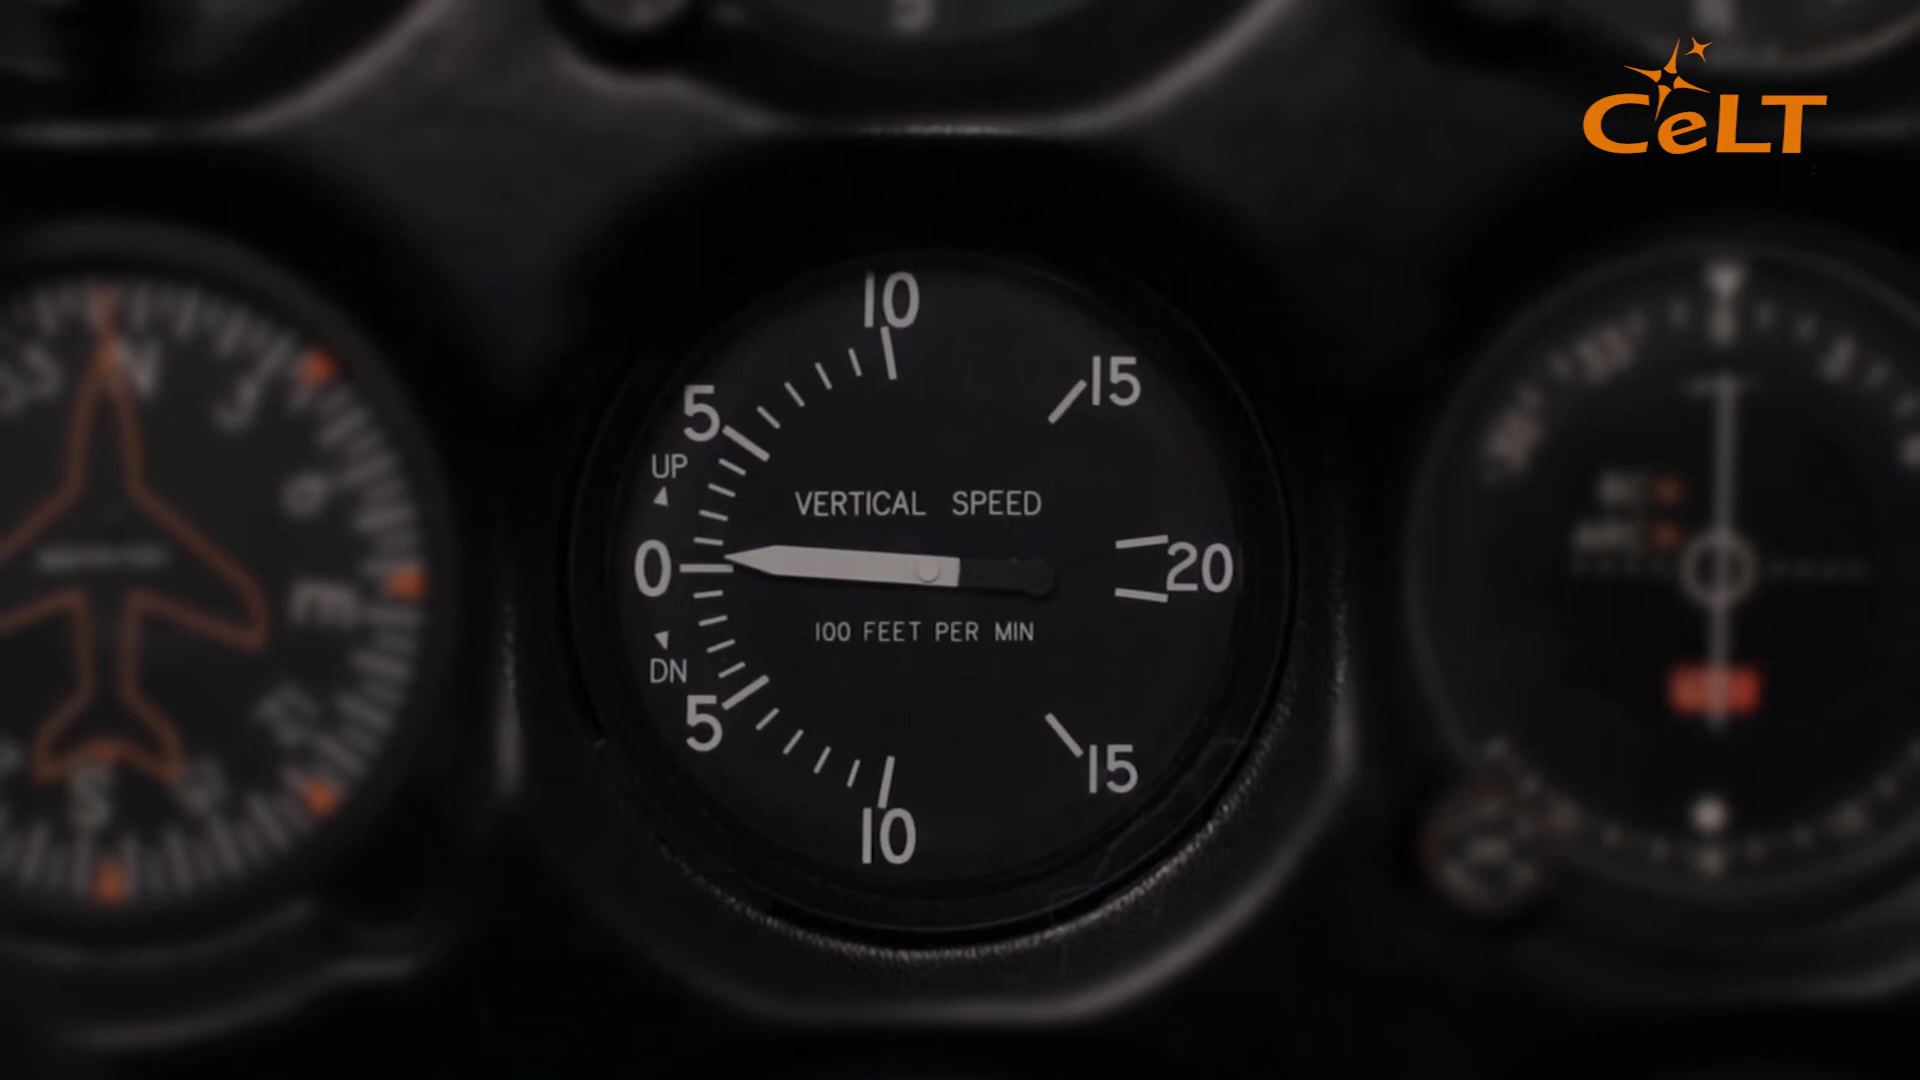 CeLT
10
15
5
UP
VERTICAL SPEED
0
20
100 FEET PER MIN
DN
5
15
10
N
E
S